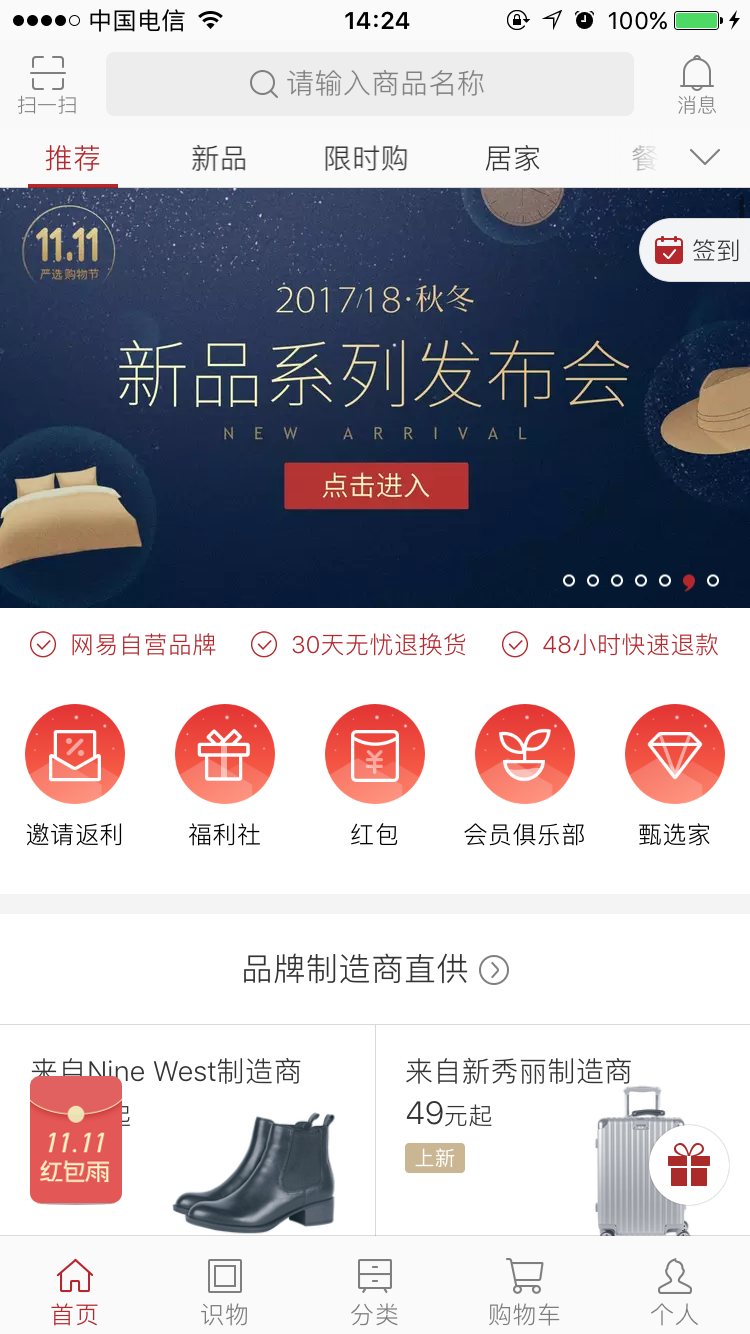 中国电信 14:24 100%
扫一扫 请输入商品名称 消息
推荐 新品 限时购 居家 餐
11.11
严选购物节
签到
2017/18·秋冬
新品系列发布会
NEW ARRIVAL
点击进入
网易自营品牌 30天无忧退换货 48小时快速退款
邀请返利 福利社 红包 会员俱乐部 甄选家
品牌制造商直供
来自Nine West制造商
起
11.11
红包雨
来自新秀丽制造商
49元起
上新
首页 识物 分类 购物车 个人